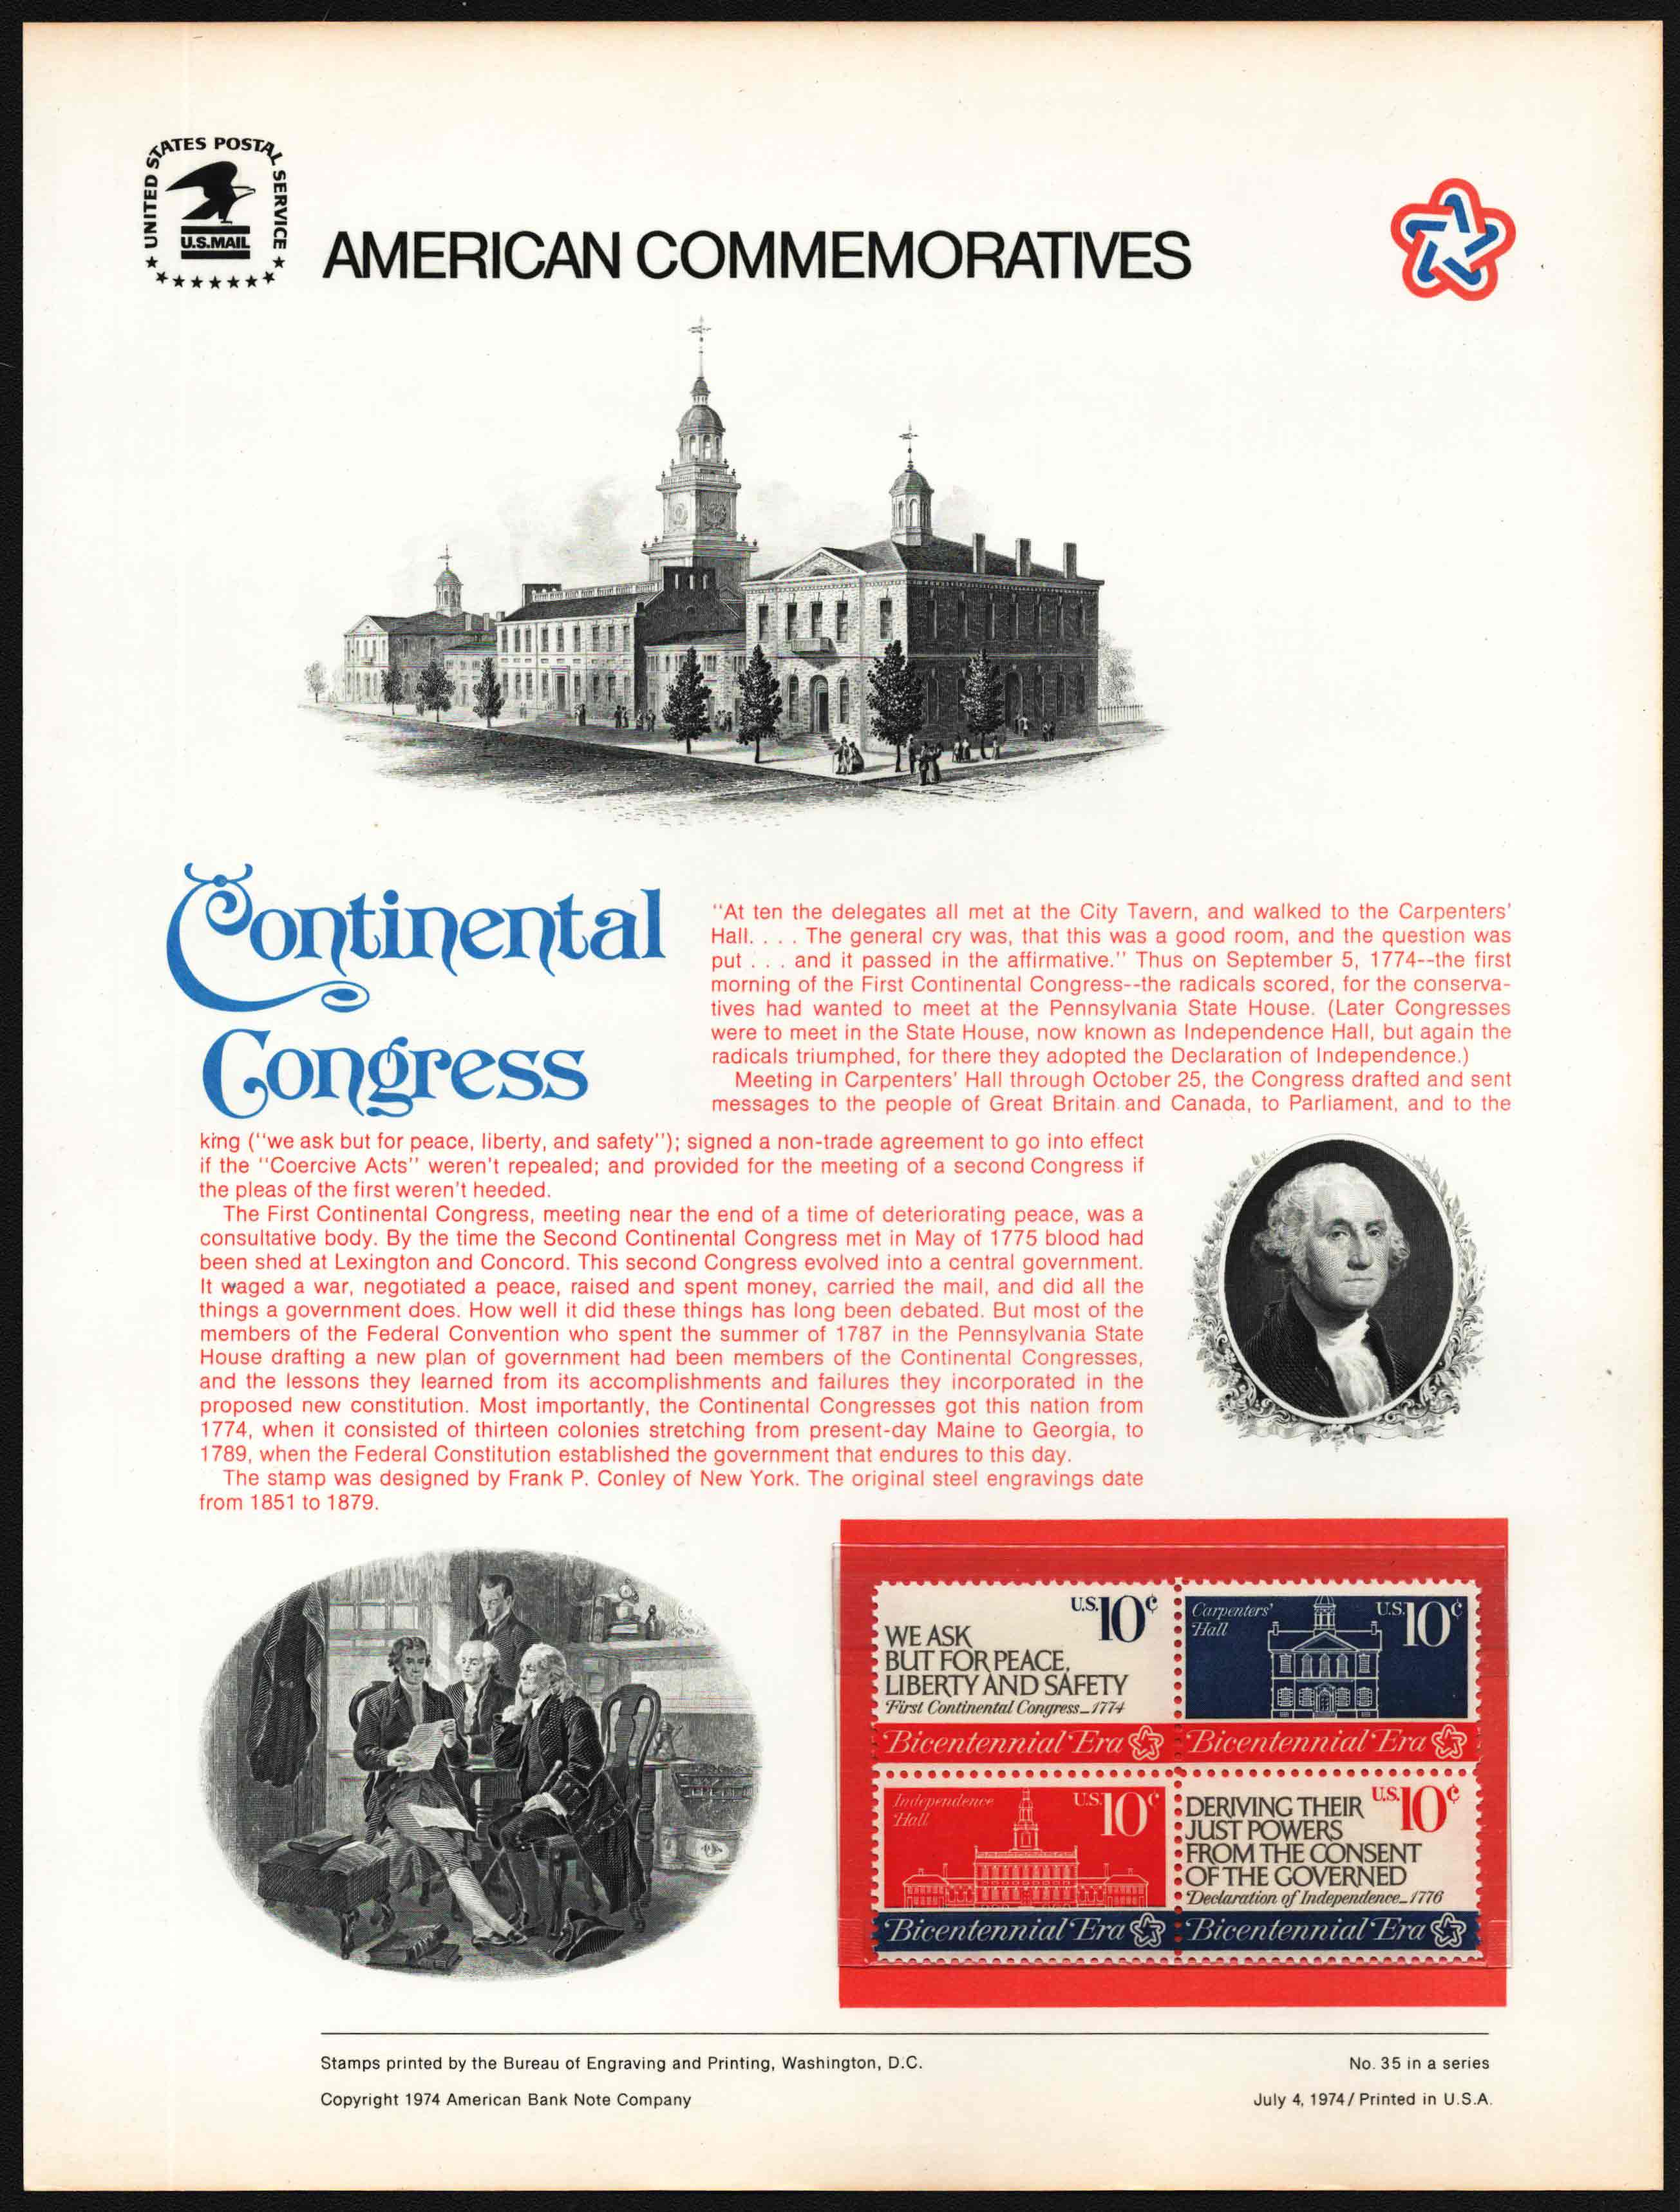 UNITED STATES POSTAL SERVICE
U.S.MAIL
AMERICAN COMMEMORATIVES
Continental
Congress
"At ten the delegates all met at the City Tavern, and walked to the Carpenters'
Hall. . . . The general cry was, that this was a good room, and the question was
put . . . and it passed in the affirmative." Thus on September 5, 1774--the first
morning of the First Continental Congress--the radicals scored, for the conserva-
tives had wanted to meet at the Pennsylvania State House. (Later Congresses
were to meet in the State House, now known as Independence Hall, but again the
radicals triumphed, for there they adopted the Declaration of Independence.)
Meeting in Carpenters' Hall through October 25, the Congress drafted and sent
messages to the people of Great Britain and Canada, to Parliament, and to the
king ("we ask but for peace, liberty, and safety"); signed a non-trade agreement to go into effect
if the "Coercive Acts" weren't repealed; and provided for the meeting of a second Congress if
the pleas of the first weren't heeded.
The First Continental Congress, meeting near the end of a time of deteriorating peace, was a
consultative body. By the time the Second Continental Congress met in May of 1775 blood had
been shed at Lexington and Concord. This second Congress evolved into a central government.
It waged a war, negotiated a peace, raised and spent money, carried the mail, and did all the
things a government does. How well it did these things has long been debated. But most of the
members of the Federal Convention who spent the summer of 1787 in the Pennsylvania State
House drafting a new plan of government had been members of the Continental Congresses,
and the lessons they learned from its accomplishments and failures they incorporated in the
proposed new constitution. Most importantly, the Continental Congresses got this nation from
1774, when it consisted of thirteen colonies stretching from present-day Maine to Georgia, to
1789, when the Federal Constitution established the government that endures to this day.
The stamp was designed by Frank P. Conley of New York. The original steel engravings date
from 1851 to 1879.
U.S. 10¢
WE ASK
BUT FOR PEACE,
LIBERTY AND SAFETY
First Continental Congress_1774
Bicentennial Era
Carpenters'
Hall
U.S. 10¢
Bicentennial Era
Independence
Hall
U.S. 10¢
Bicentennial Era
U.S. 10¢
DERIVING THEIR
JUST POWERS
FROM THE CONSENT
OF THE GOVERNED
Declaration of Independence_1776
Bicentennial Era
Stamps printed by the Bureau of Engraving and Printing, Washington, D.C.
No. 35 in a series
Copyright 1974 American Bank Note Company
July 4, 1974/ Printed in U.S.A.